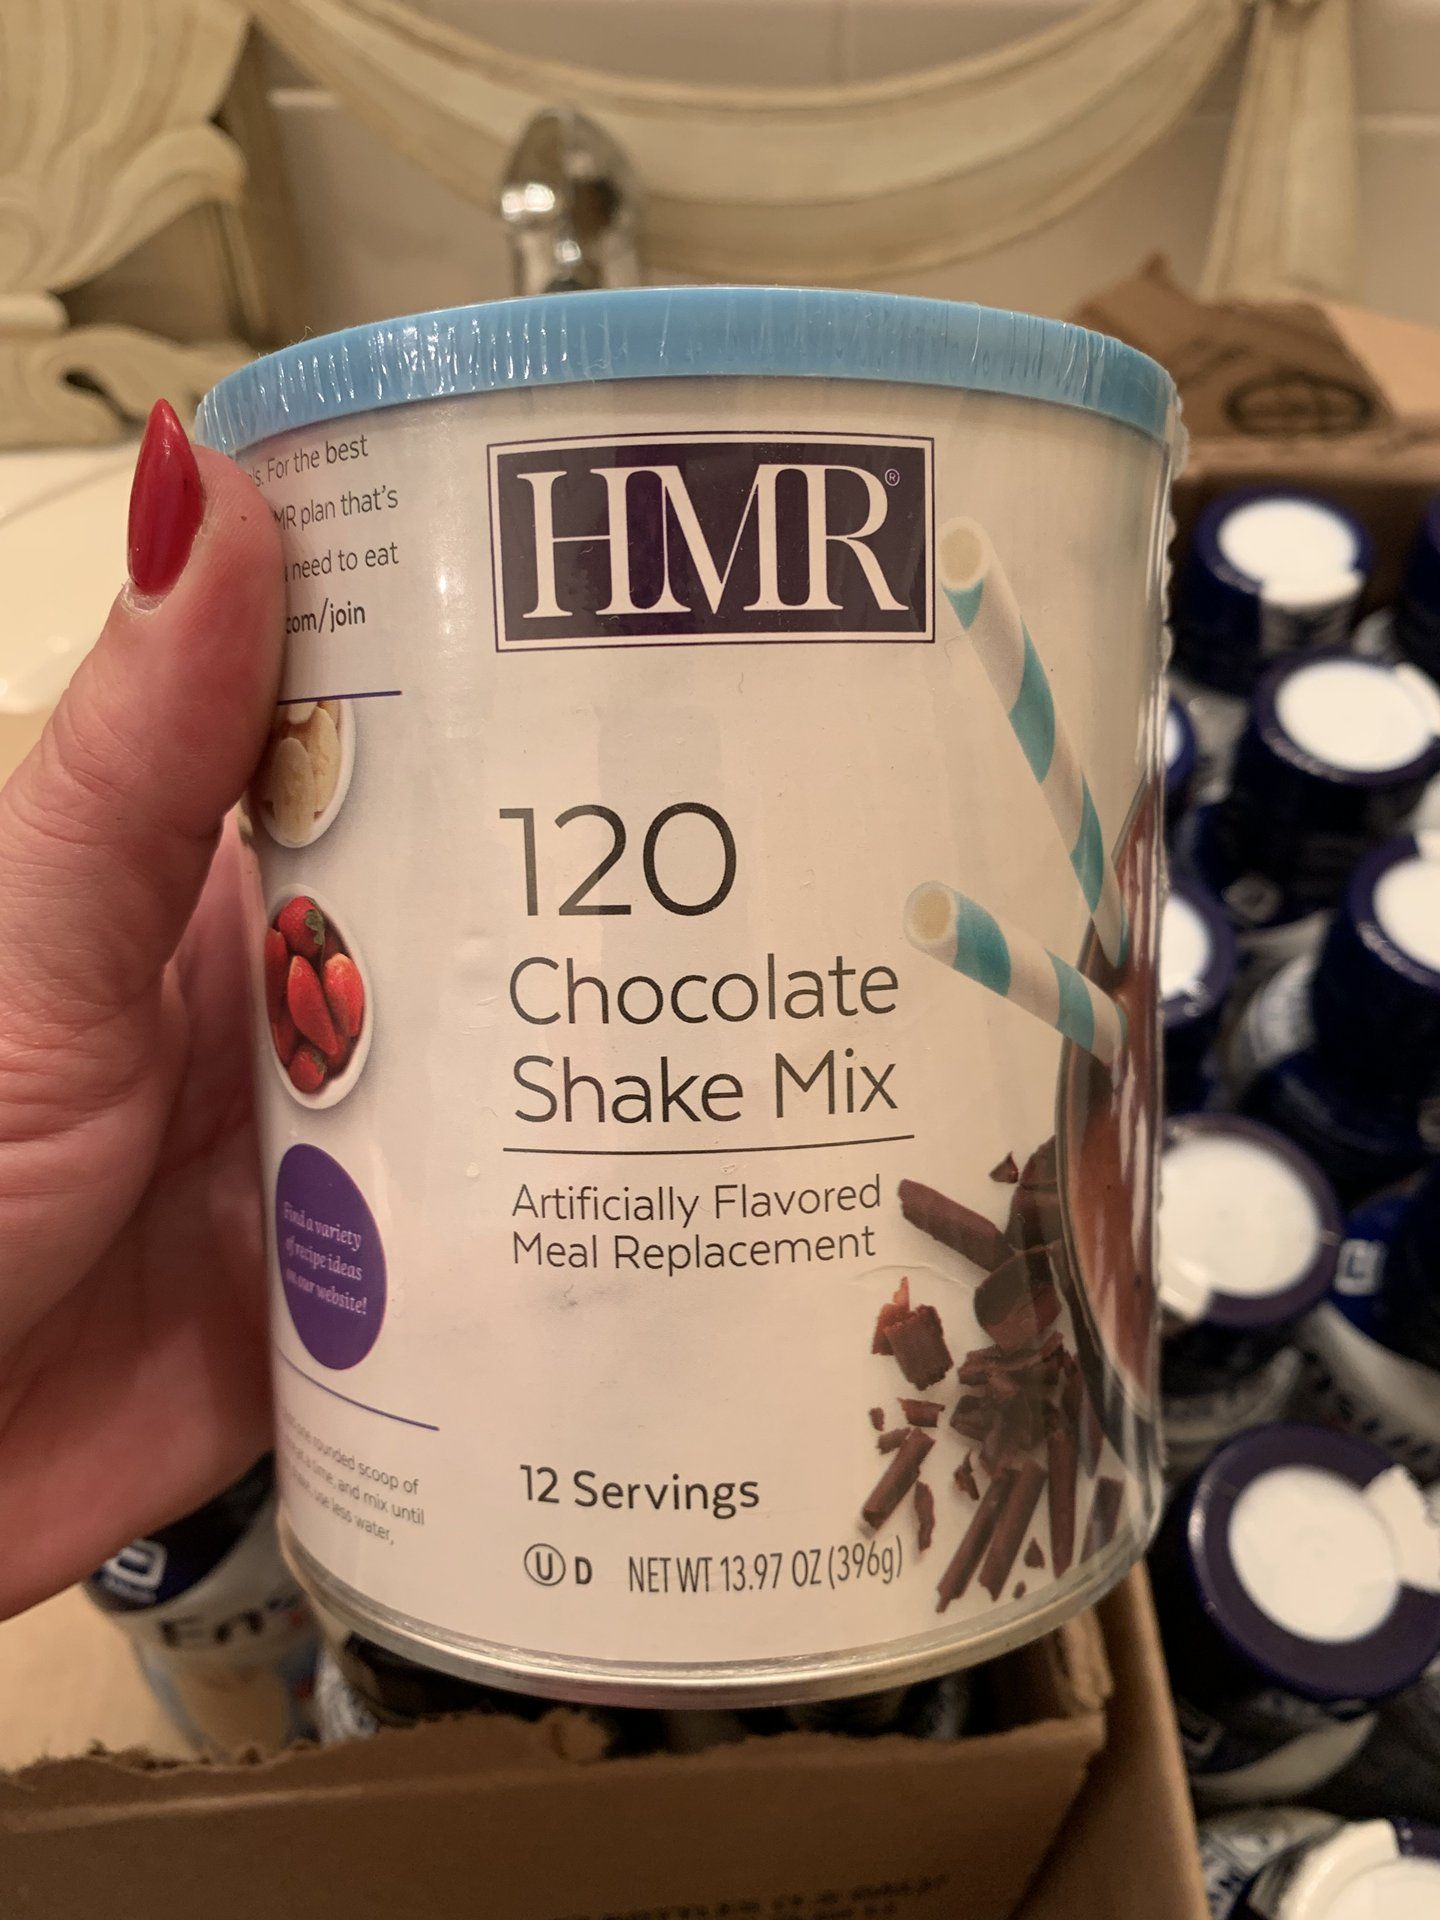 For the best
plan that's
need to eat
com/join
HMR®
120
Chocolate
Shake Mix
Artificially Flavored
Meal Replacement
Find a variety
of recipe ideas
on our website!
rounded scoop of
at a time, and mix until
use less water,
12 Servings
Ⓤ D NET WT 13.97 OZ (396g)